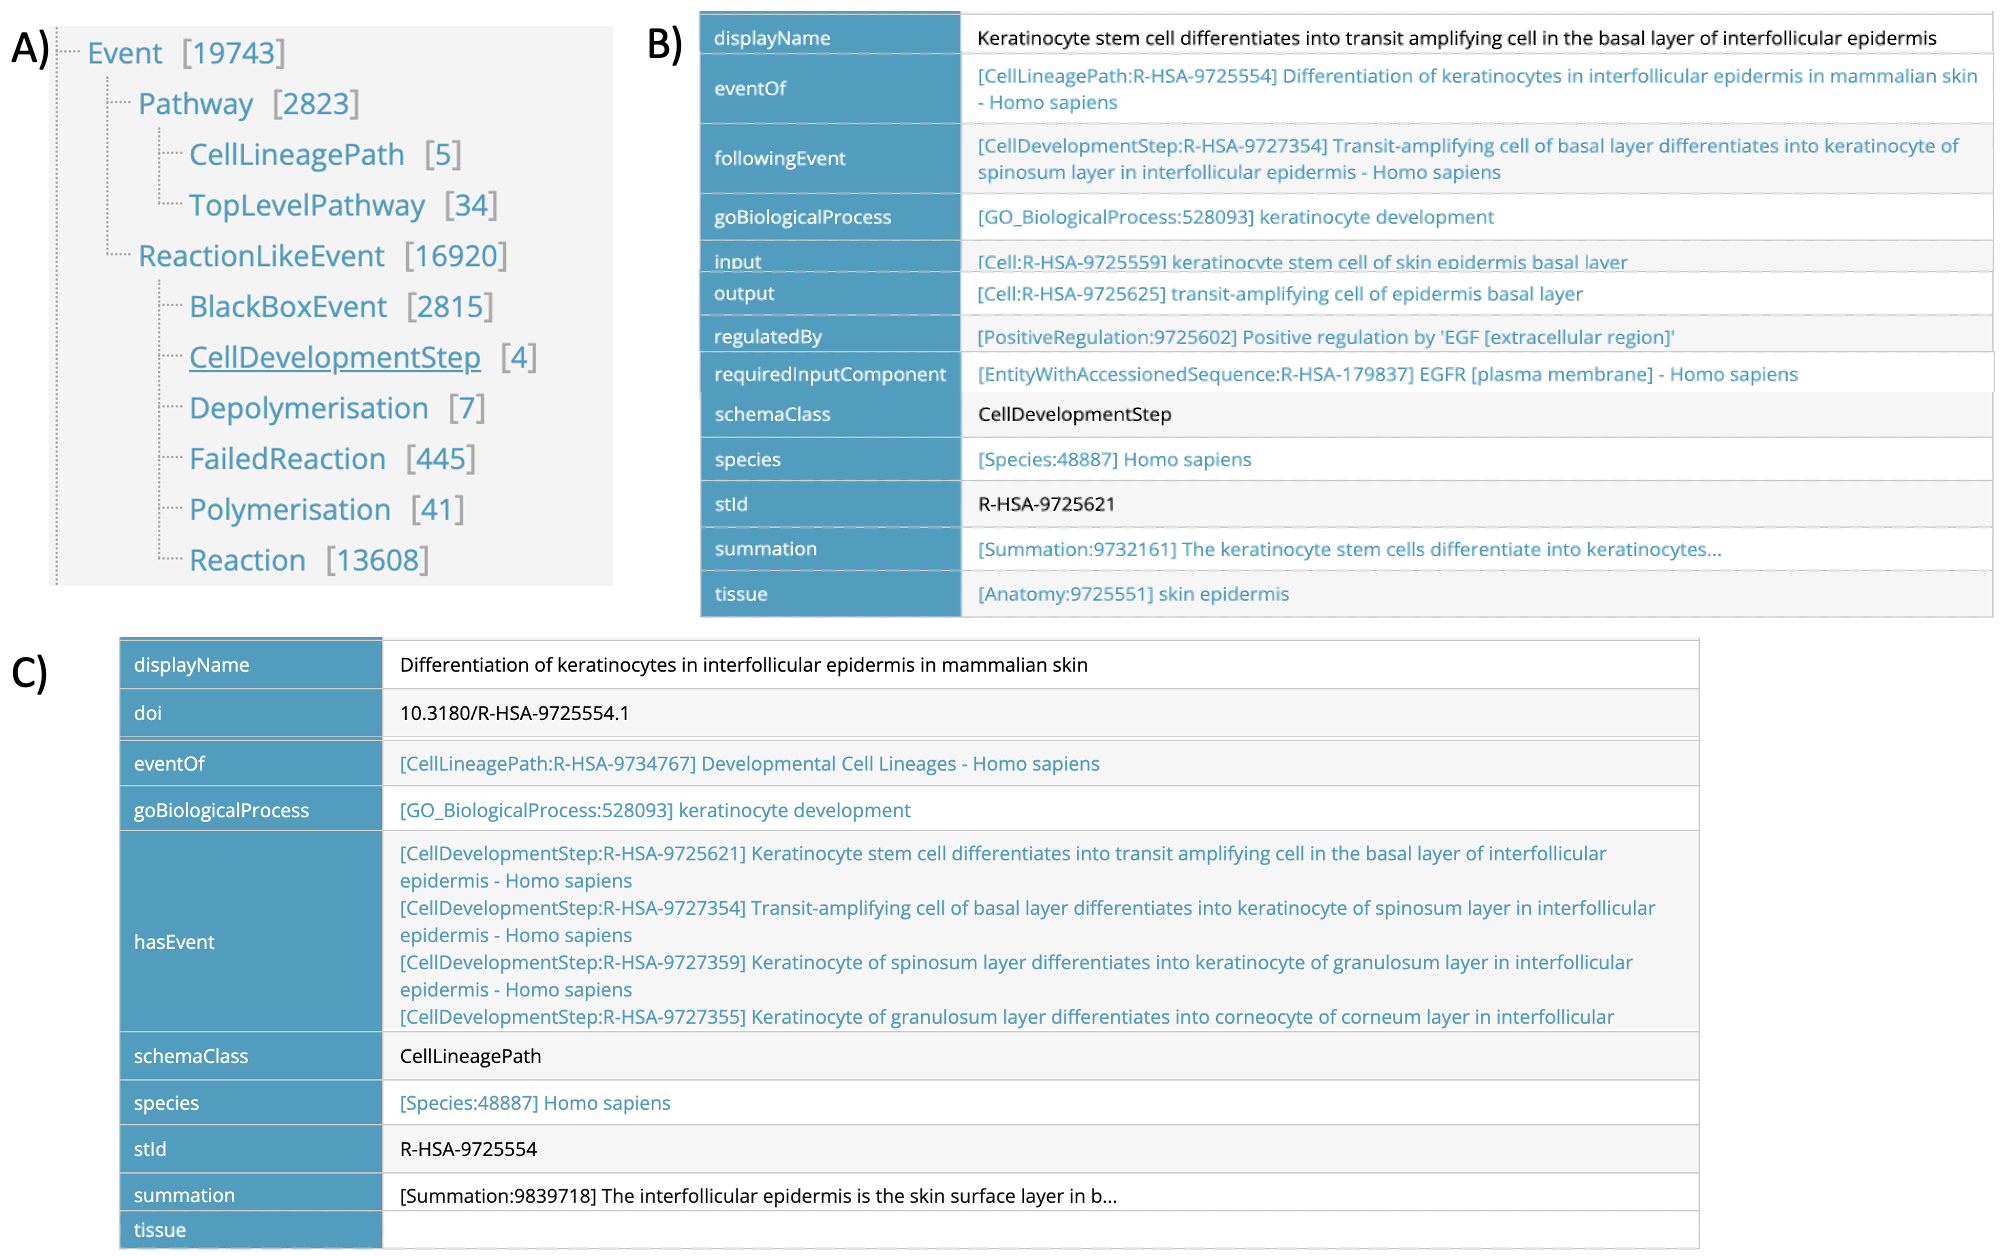 A)
Event [19743]
Pathway [2823]
CellLineagePath [5]
TopLevelPathway [34]
ReactionLikeEvent [16920]
BlackBoxEvent [2815]
CellDevelopmentStep [4]
Depolymerisation [7]
FailedReaction [445]
Polymerisation [41]
Reaction [13608]
B)
displayName Keratinocyte stem cell differentiates into transit amplifying cell in the basal layer of interfollicular epidermis
eventOf [CellLineagePath:R-HSA-9725554] Differentiation of keratinocytes in interfollicular epidermis in mammalian skin
- Homo sapiens
followingEvent [CellDevelopmentStep:R-HSA-9727354] Transit-amplifying cell of basal layer differentiates into keratinocyte of
spinosum layer in interfollicular epidermis - Homo sapiens
goBiologicalProcess [GO_BiologicalProcess:528093] keratinocyte development
input [Cell:R-HSA-9725559] keratinocyte stem cell of skin epidermis basal layer
output [Cell:R-HSA-9725625] transit-amplifying cell of epidermis basal layer
regulatedBy [PositiveRegulation:9725602] Positive regulation by 'EGF [extracellular region]'
requiredInputComponent [EntityWithAccessionedSequence:R-HSA-179837] EGFR [plasma membrane] - Homo sapiens
schemaClass CellDevelopmentStep
species [Species:48887] Homo sapiens
stId R-HSA-9725621
summation [Summation:9732161] The keratinocyte stem cells differentiate into keratinocytes...
tissue [Anatomy:9725551] skin epidermis
C)
displayName Differentiation of keratinocytes in interfollicular epidermis in mammalian skin
doi 10.3180/R-HSA-9725554.1
eventOf [CellLineagePath:R-HSA-9734767] Developmental Cell Lineages - Homo sapiens
goBiologicalProcess [GO_BiologicalProcess:528093] keratinocyte development
hasEvent [CellDevelopmentStep:R-HSA-9725621] Keratinocyte stem cell differentiates into transit amplifying cell in the basal layer of interfollicular
epidermis - Homo sapiens
[CellDevelopmentStep:R-HSA-9727354] Transit-amplifying cell of basal layer differentiates into keratinocyte of spinosum layer in interfollicular
epidermis - Homo sapiens
[CellDevelopmentStep:R-HSA-9727359] Keratinocyte of spinosum layer differentiates into keratinocyte of granulosum layer in interfollicular
epidermis - Homo sapiens
[CellDevelopmentStep:R-HSA-9727355] Keratinocyte of granulosum layer differentiates into corneocyte of corneum layer in interfollicular
schemaClass CellLineagePath
species [Species:48887] Homo sapiens
stId R-HSA-9725554
summation [Summation:9839718] The interfollicular epidermis is the skin surface layer in b...
tissue